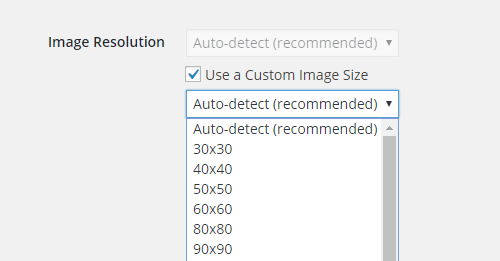 Image Resolution
Auto-detect (recommended)
Use a Custom Image Size
Auto-detect (recommended)
Auto-detect (recommended)
30x30
40x40
50x50
60x60
80x80
90x90